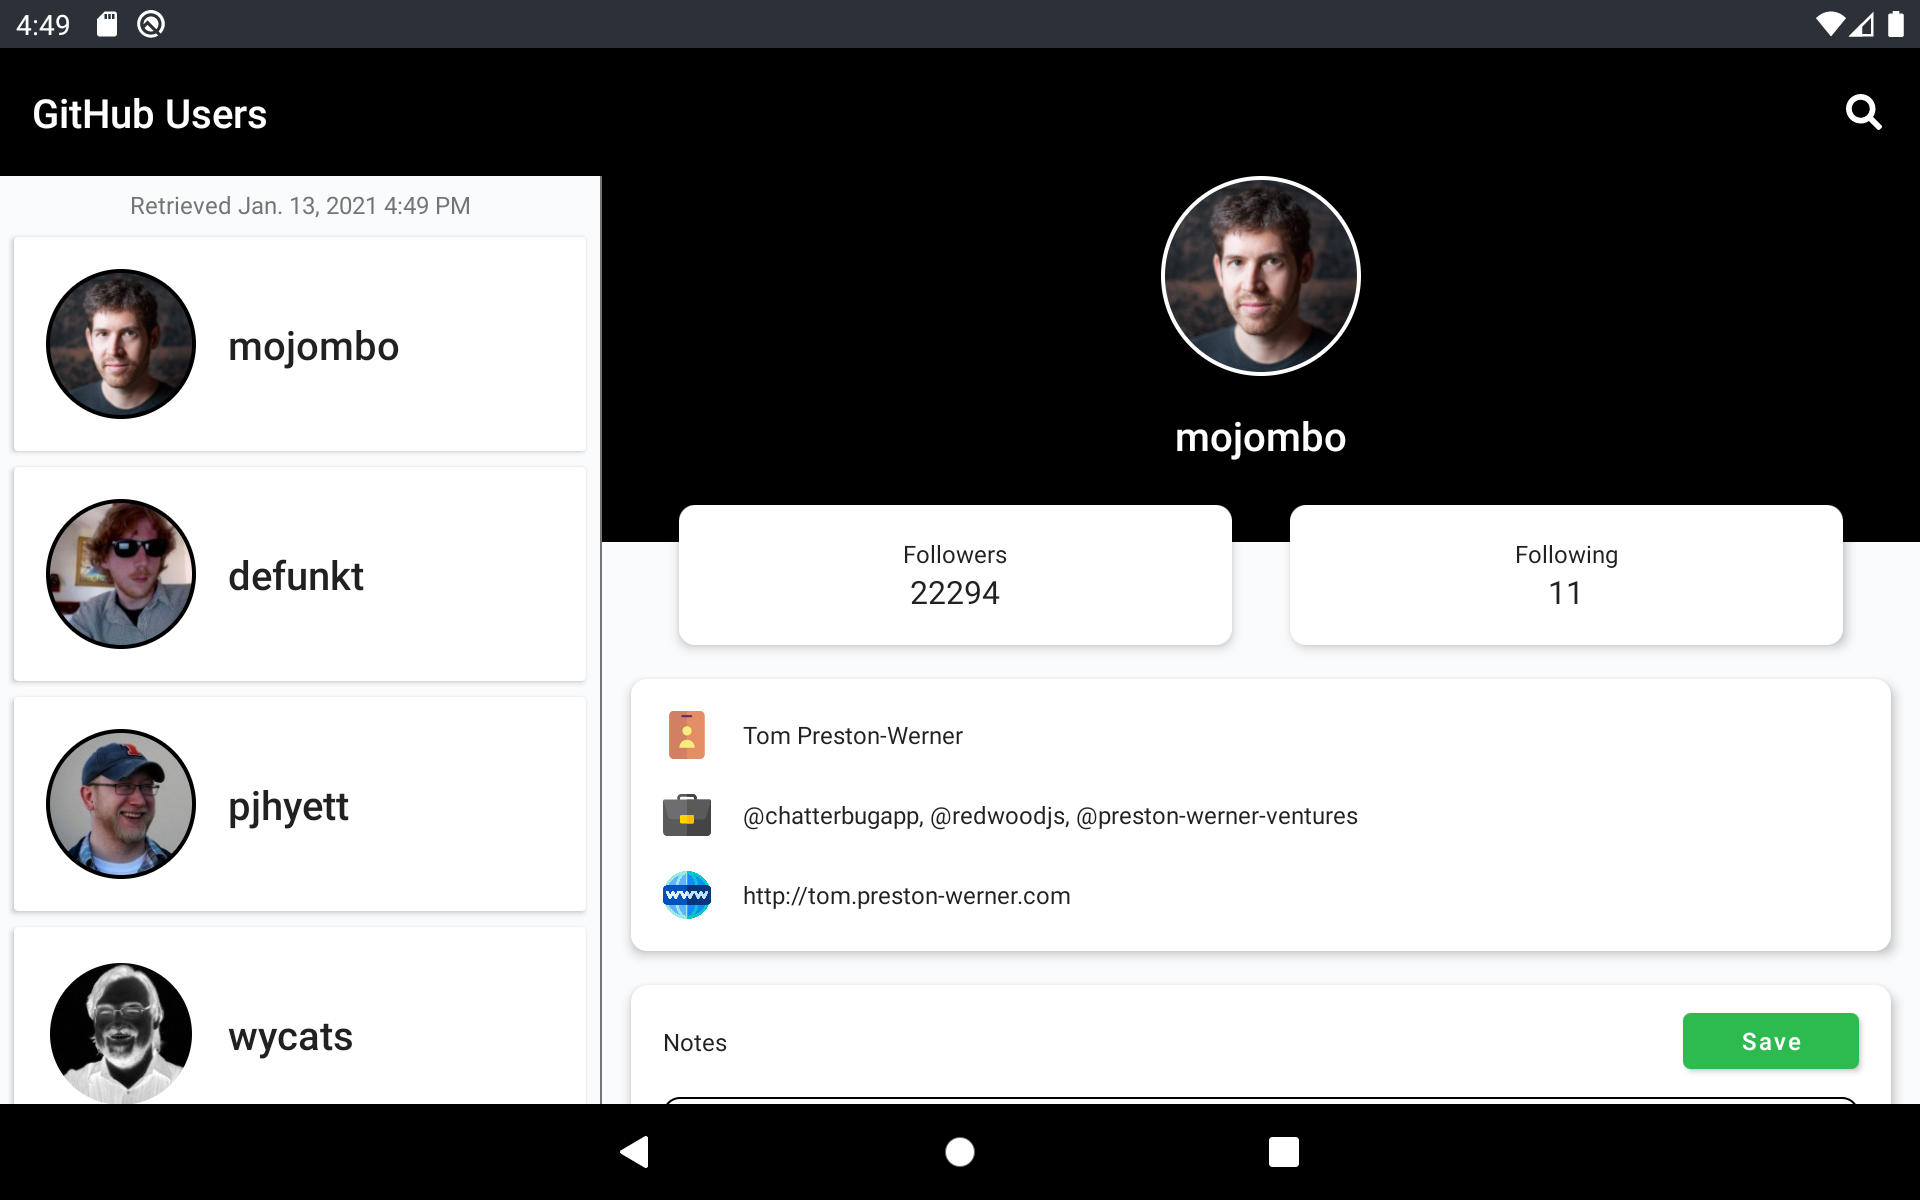 4:49
GitHub Users
Retrieved Jan. 13, 2021 4:49 PM
mojombo
defunkt
pjhyett
wycats
mojombo
Followers
22294
Following
11
Tom Preston-Werner
@chatterbugapp, @redwoodjs, @preston-werner-ventures
www
http://tom.preston-werner.com
Notes
Save